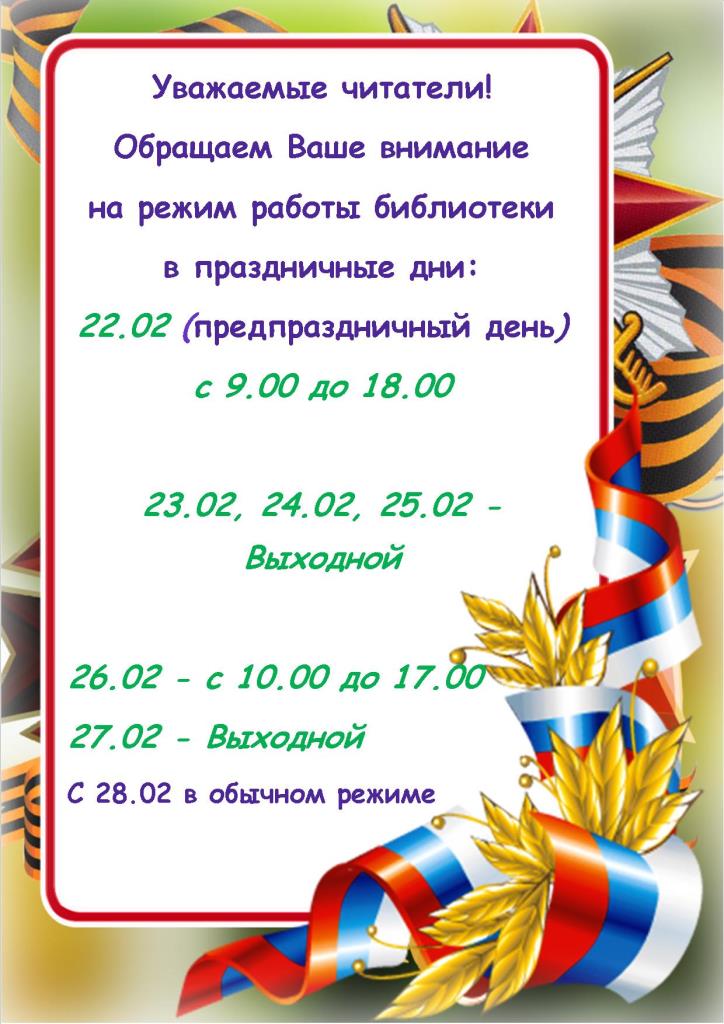 Уважаемые читатели!
Обращаем Ваше внимание
на режим работы библиотеки
в праздничные дни:
22.02 (предпраздничный день)
с 9.00 до 18.00
23.02, 24.02, 25.02 –
Выходной
26.02 – с 10.00 до 17.00
27.02 – Выходной
С 28.02 в обычном режиме